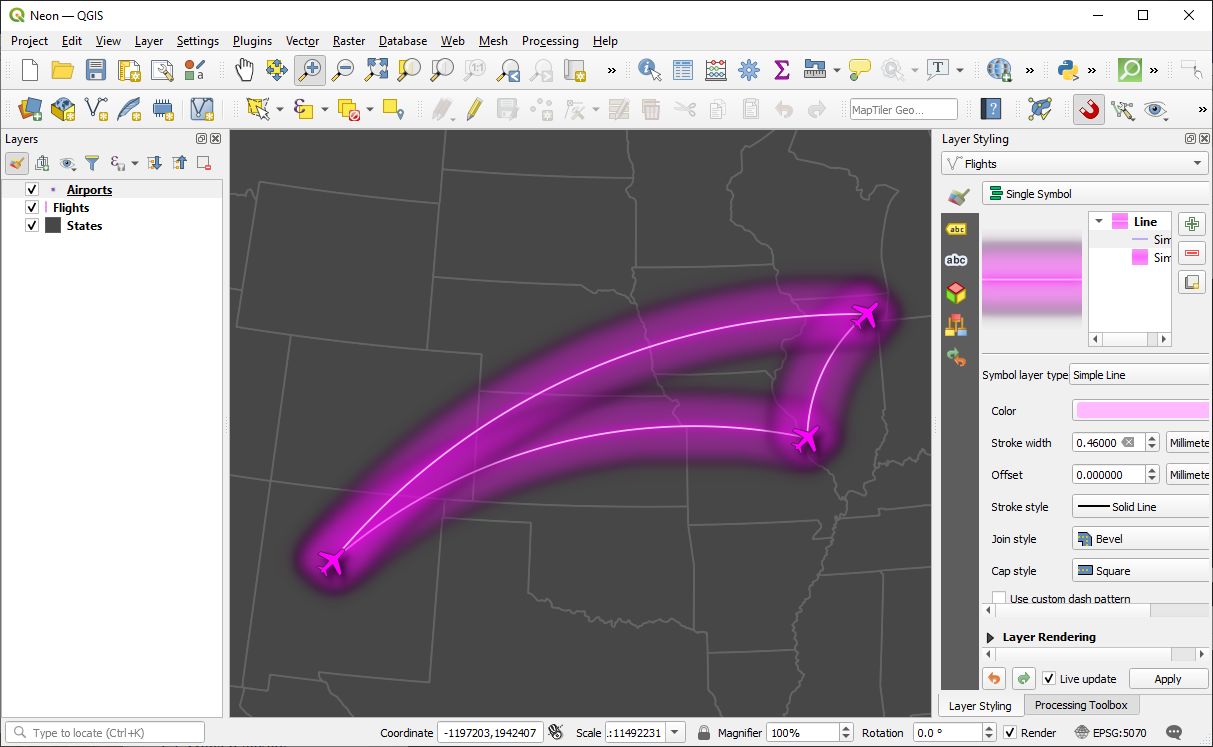 Neon — QGIS
Project Edit View Layer Settings Plugins Vector Raster Database Web Mesh Processing Help
1:1
T
MapTiler Geo...
Layers
Airports
Flights
States
Layer Styling
Flights
Single Symbol
abc
abc
Line
Sim
Sim
Symbol layer type Simple Line
Color
Stroke width 0.46000 Millimete
Offset 0.000000 Millimete
Stroke style Solid Line
Join style Bevel
Cap style Square
Use custom dash pattern
Layer Rendering
Live update Apply
Layer Styling Processing Toolbox
Type to locate (Ctrl+K) Coordinate -1197203,1942407 Scale .:11492231 Magnifier 100% Rotation 0.0 ° Render EPSG:5070